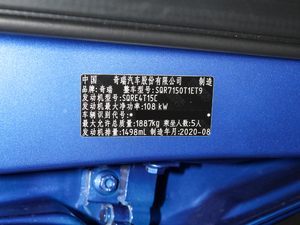 中国 奇瑞汽车股份有限公司 制造
品牌:奇瑞 整车型号:SQR7150T1ET9
发动机型号:SQRE4T15C
发动机最大净功率:108kW
车辆识别代号:
最大允许总质量:1887kg 乘坐人数:5人
发动机排量:1498mL 制造年月:2020-08